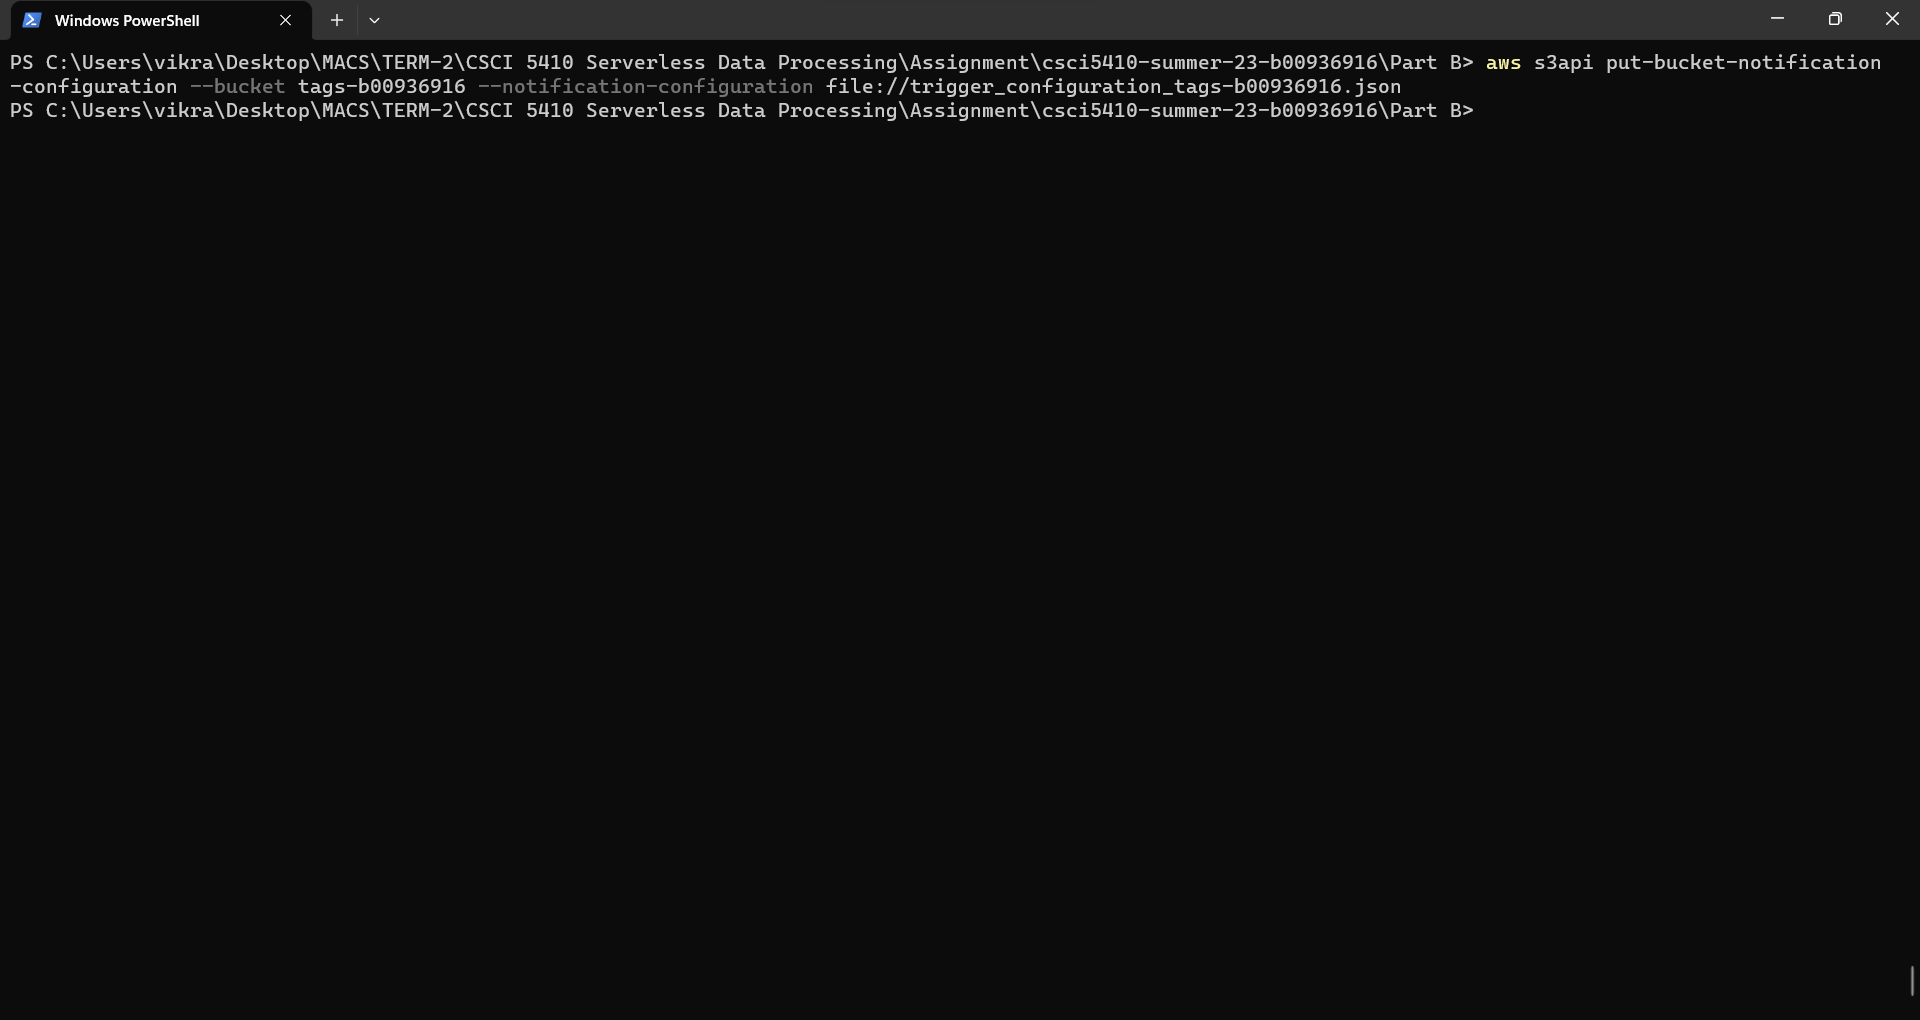 Windows PowerShell
PS C:\Users\vikra\Desktop\MACS\TERM-2\CSCI 5410 Serverless Data Processing\Assignment\csci5410-summer-23-b00936916\Part B> aws s3api put-bucket-notification
-configuration --bucket tags-b00936916 --notification-configuration file://trigger_configuration_tags-b00936916.json
PS C:\Users\vikra\Desktop\MACS\TERM-2\CSCI 5410 Serverless Data Processing\Assignment\csci5410-summer-23-b00936916\Part B>